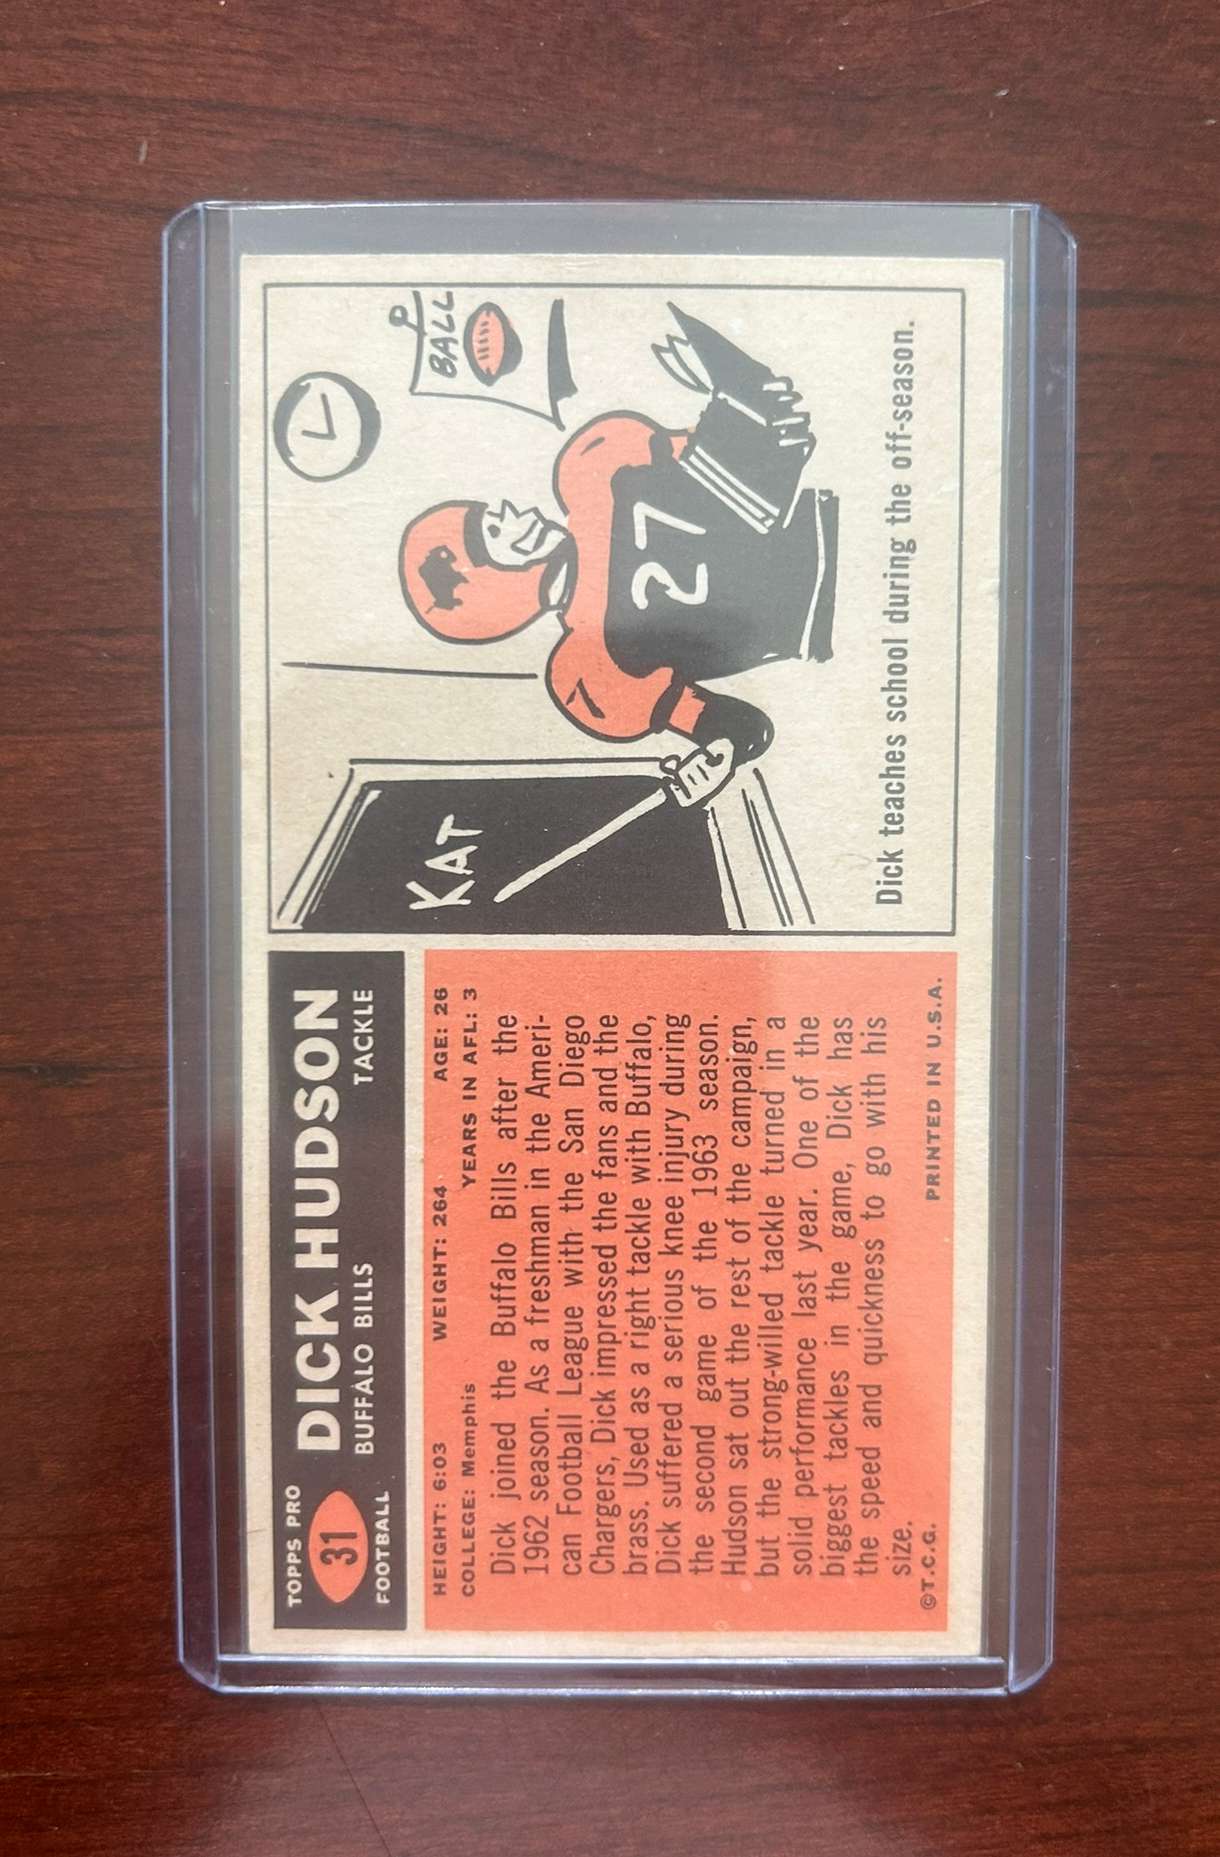 TOPPS PRO
31
FOOTBALL
DICK HUDSON
BUFFALO BILLS TACKLE
HEIGHT: 6:03 WEIGHT: 264 AGE: 26
COLLEGE: Memphis YEARS IN AFL: 3
Dick joined the Buffalo Bills after the
1962 season. As a freshman in the Ameri-
can Football League with the San Diego
Chargers, Dick impressed the fans and the
brass. Used as a right tackle with Buffalo,
Dick suffered a serious knee injury during
the second game of the 1963 season.
Hudson sat out the rest of the campaign,
but the strong-willed tackle turned in a
solid performance last year. One of the
biggest tackles in the game, Dick has
the speed and quickness to go with his
size.
©T.C.G. PRINTED IN U.S.A.
KAT
27
BALL
Dick teaches school during the off-season.